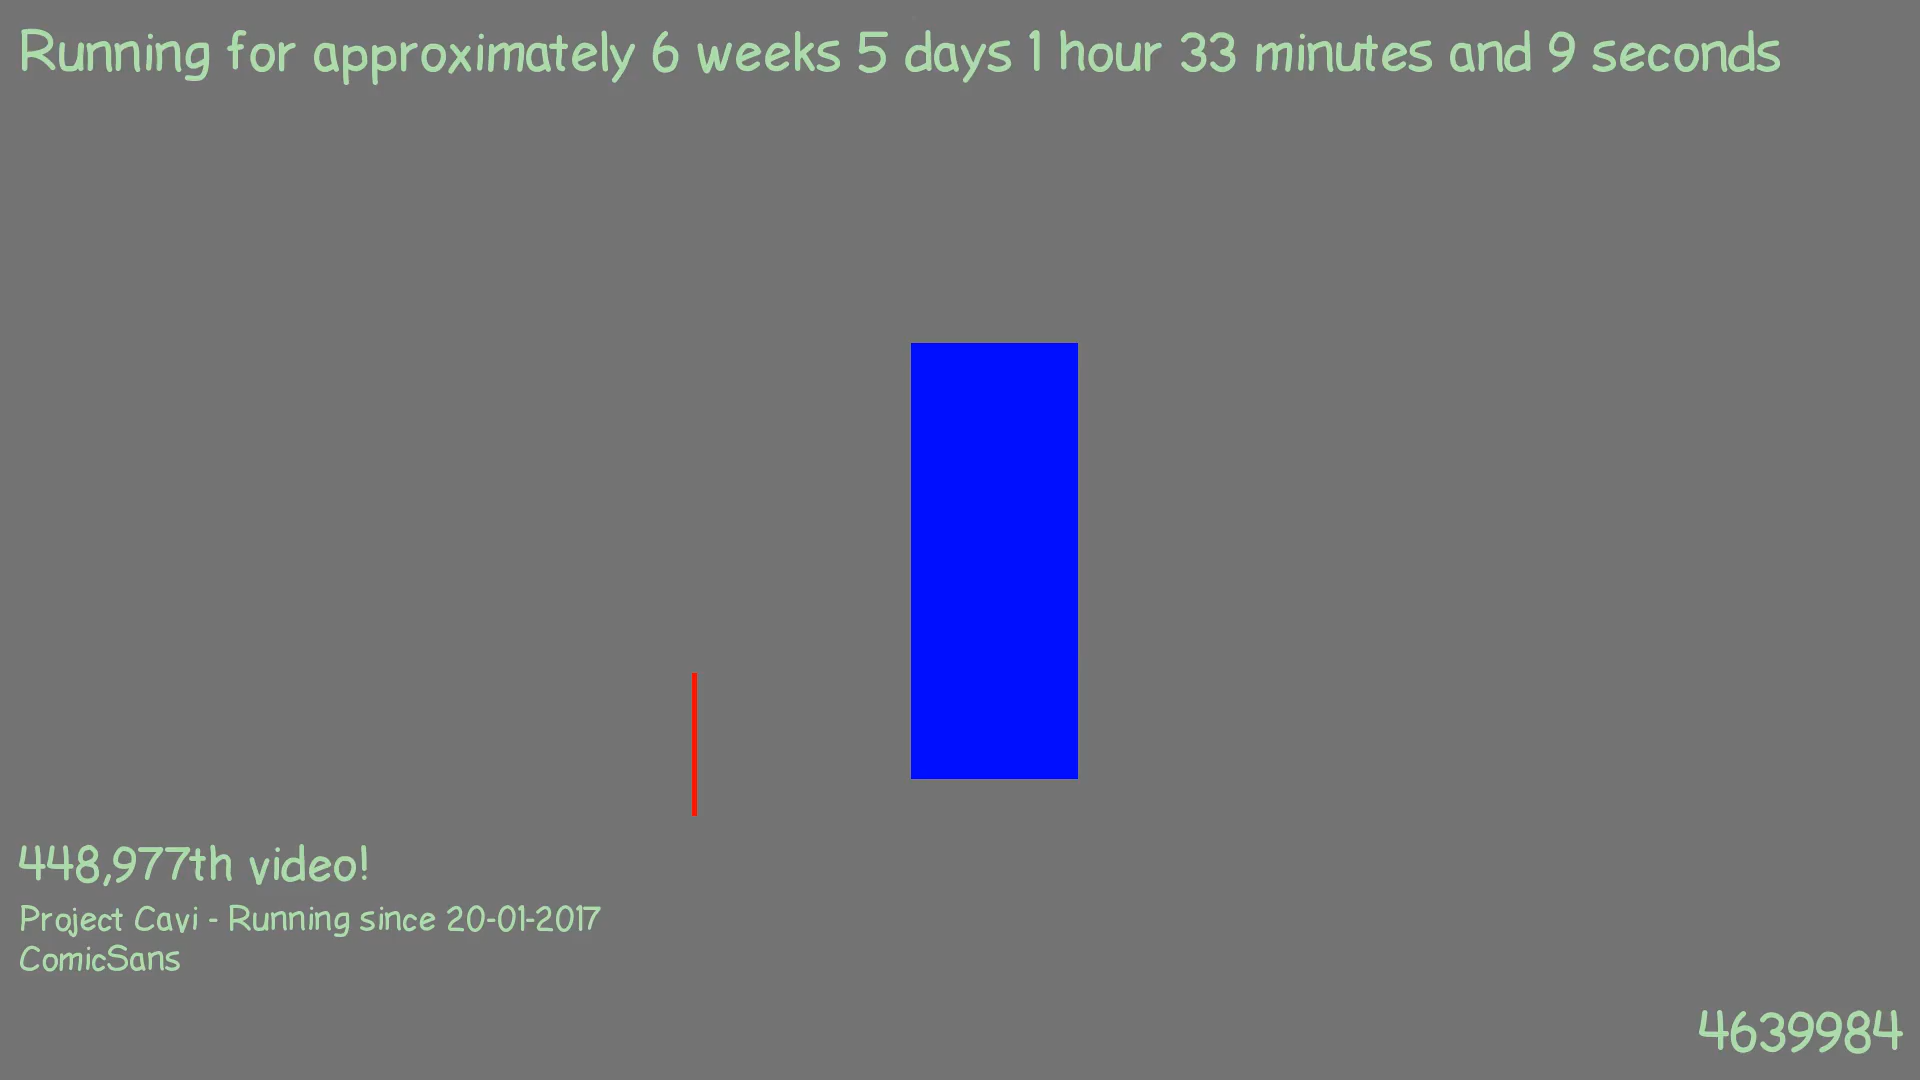 Running for approximately 6 weeks 5 days 1 hour 33 minutes and 9 seconds
448,977th video!
Project Cavi - Running since 20-01-2017
ComicSans
4639984